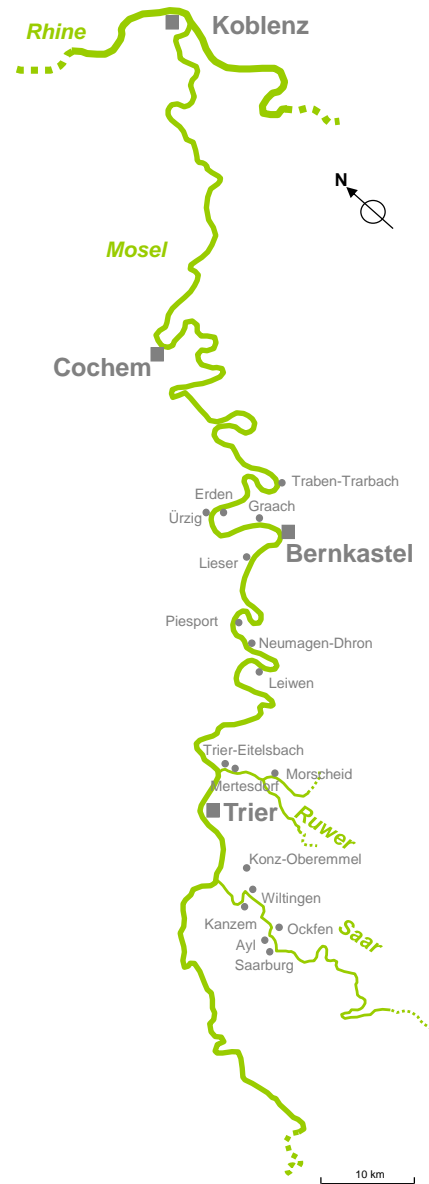 Koblenz
Rhine
N
Mosel
Cochem
Traben-Trarbach
Erden
Graach
Ürzig
Bernkastel
Lieser
Piesport
Neumagen-Dhron
Leiwen
Trier-Eitelsbach
Morscheid
Mertesdorf
Trier
Ruwer
Konz-Oberemmel
Wiltingen
Kanzem
Ockfen
Saar
Ayl
Saarburg
10 km